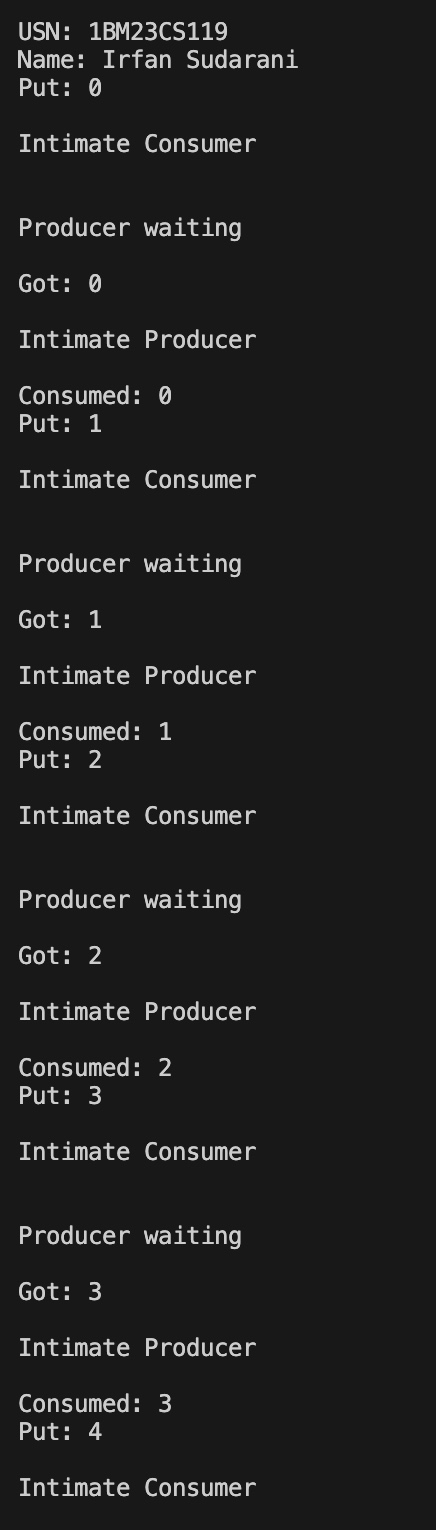 USN: 1BM23CS119
Name: Irfan Sudarani
Put: 0
Intimate Consumer
Producer waiting
Got: 0
Intimate Producer
Consumed: 0
Put: 1
Intimate Consumer
Producer waiting
Got: 1
Intimate Producer
Consumed: 1
Put: 2
Intimate Consumer
Producer waiting
Got: 2
Intimate Producer
Consumed: 2
Put: 3
Intimate Consumer
Producer waiting
Got: 3
Intimate Producer
Consumed: 3
Put: 4
Intimate Consumer